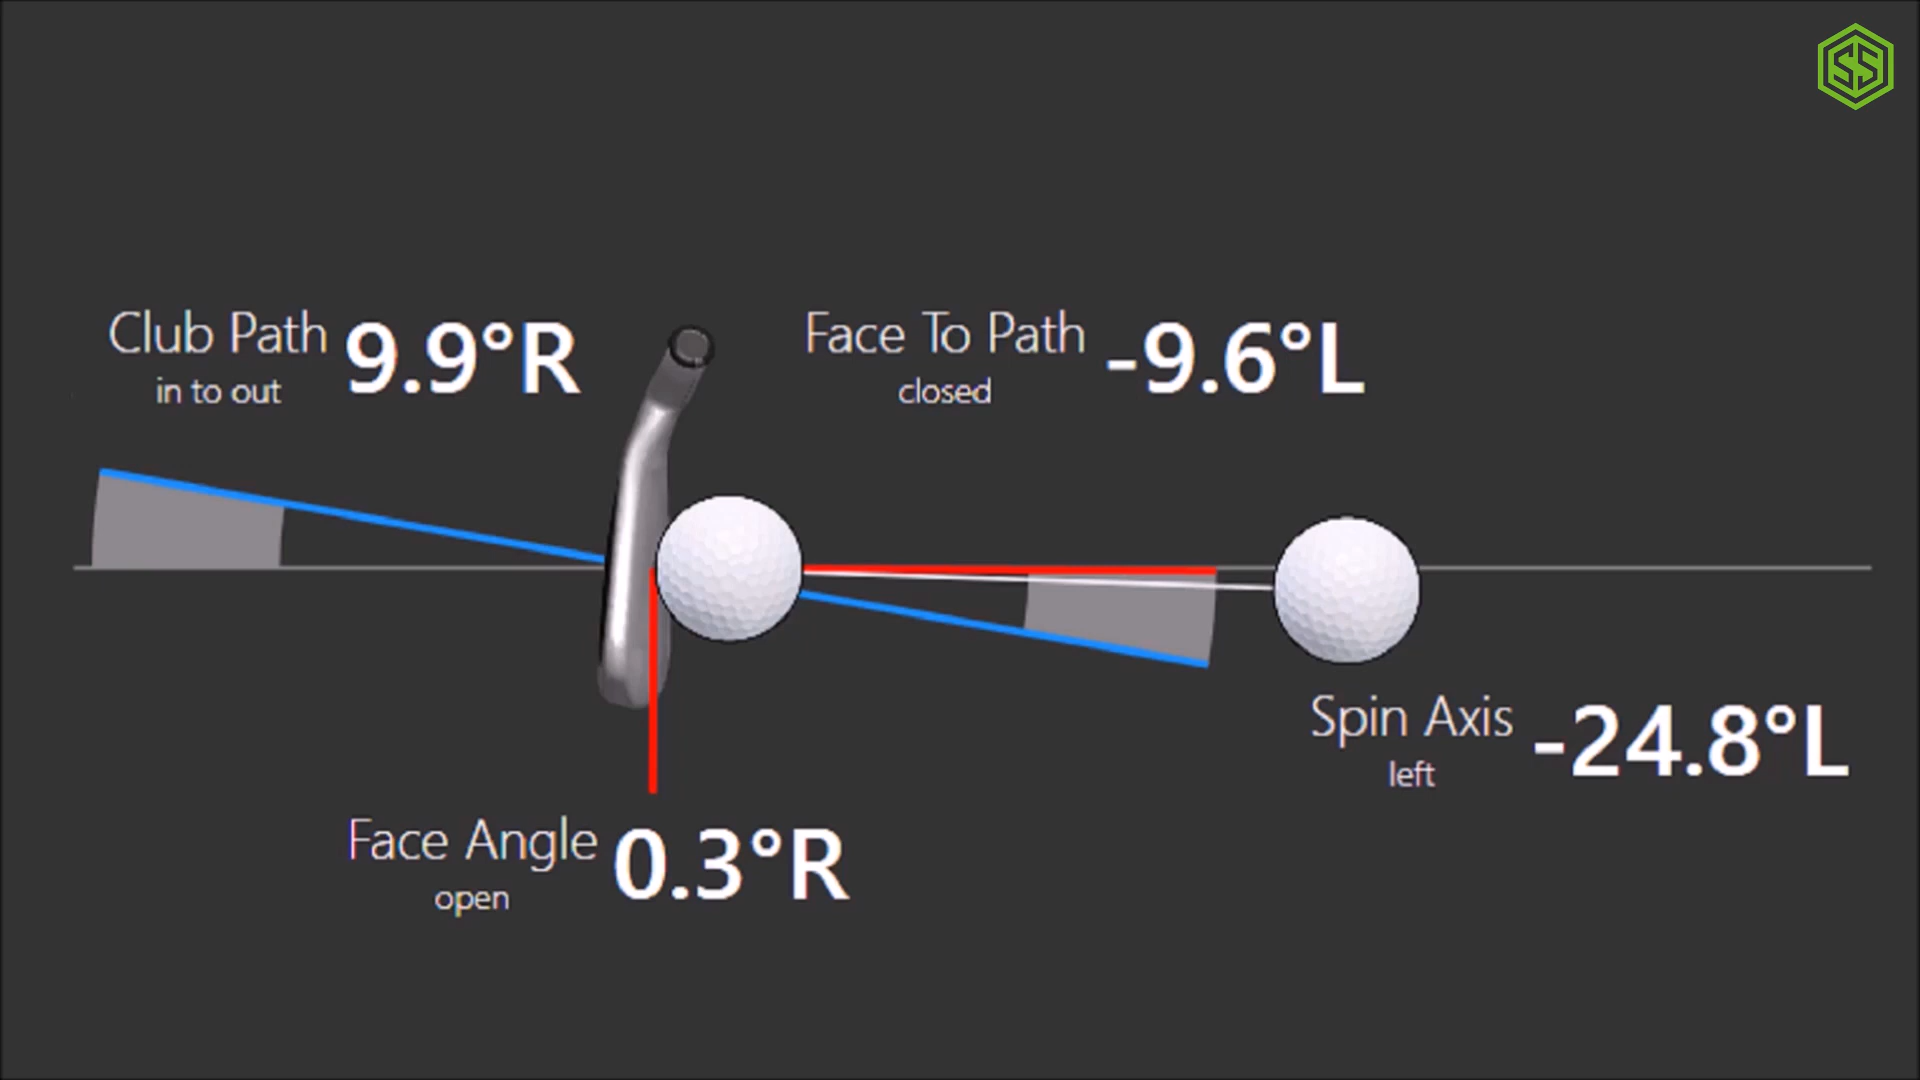 Club Path 9.9°R
in to out
Face To Path -9.6°L
closed
Spin Axis -24.8°L
left
Face Angle 0.3°R
open
SS